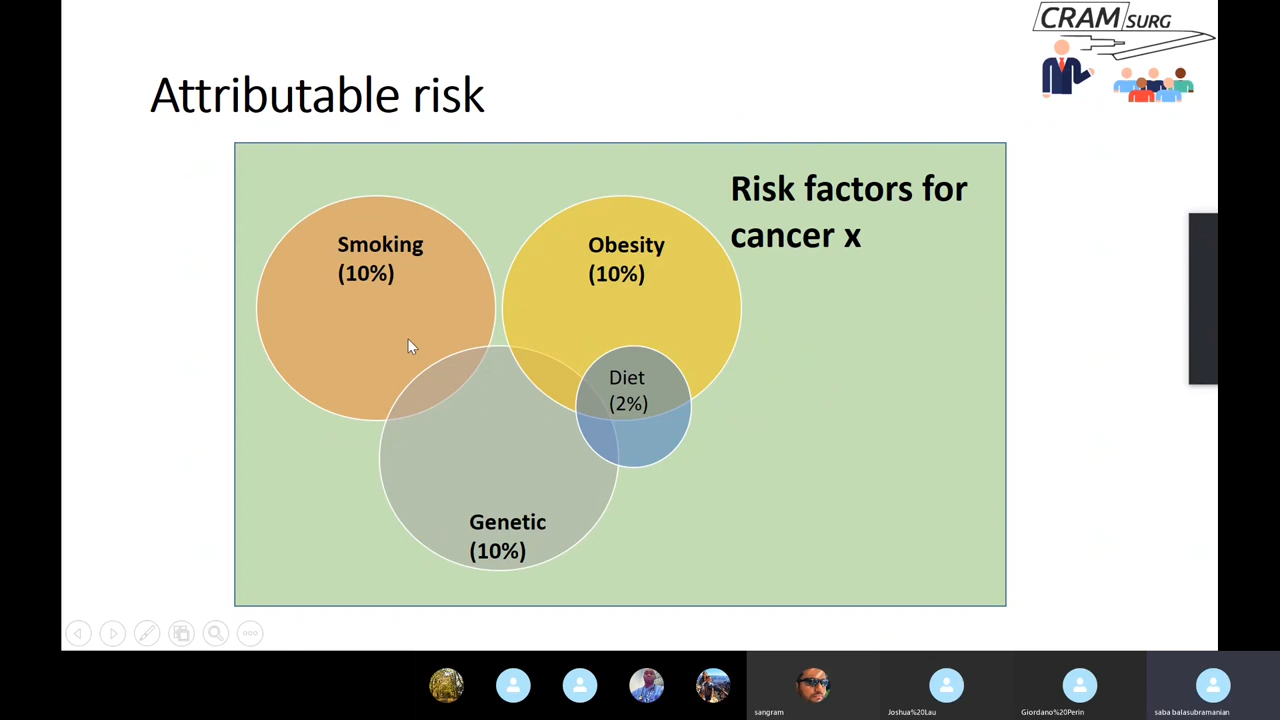 CRAM SURG
Attributable risk
Risk factors for
cancer x
Smoking
(10%)
Obesity
(10%)
Diet
(2%)
Genetic
(10%)
sangram
Joshua%20Lau
Giordano%20Perin
saba balasubramanian